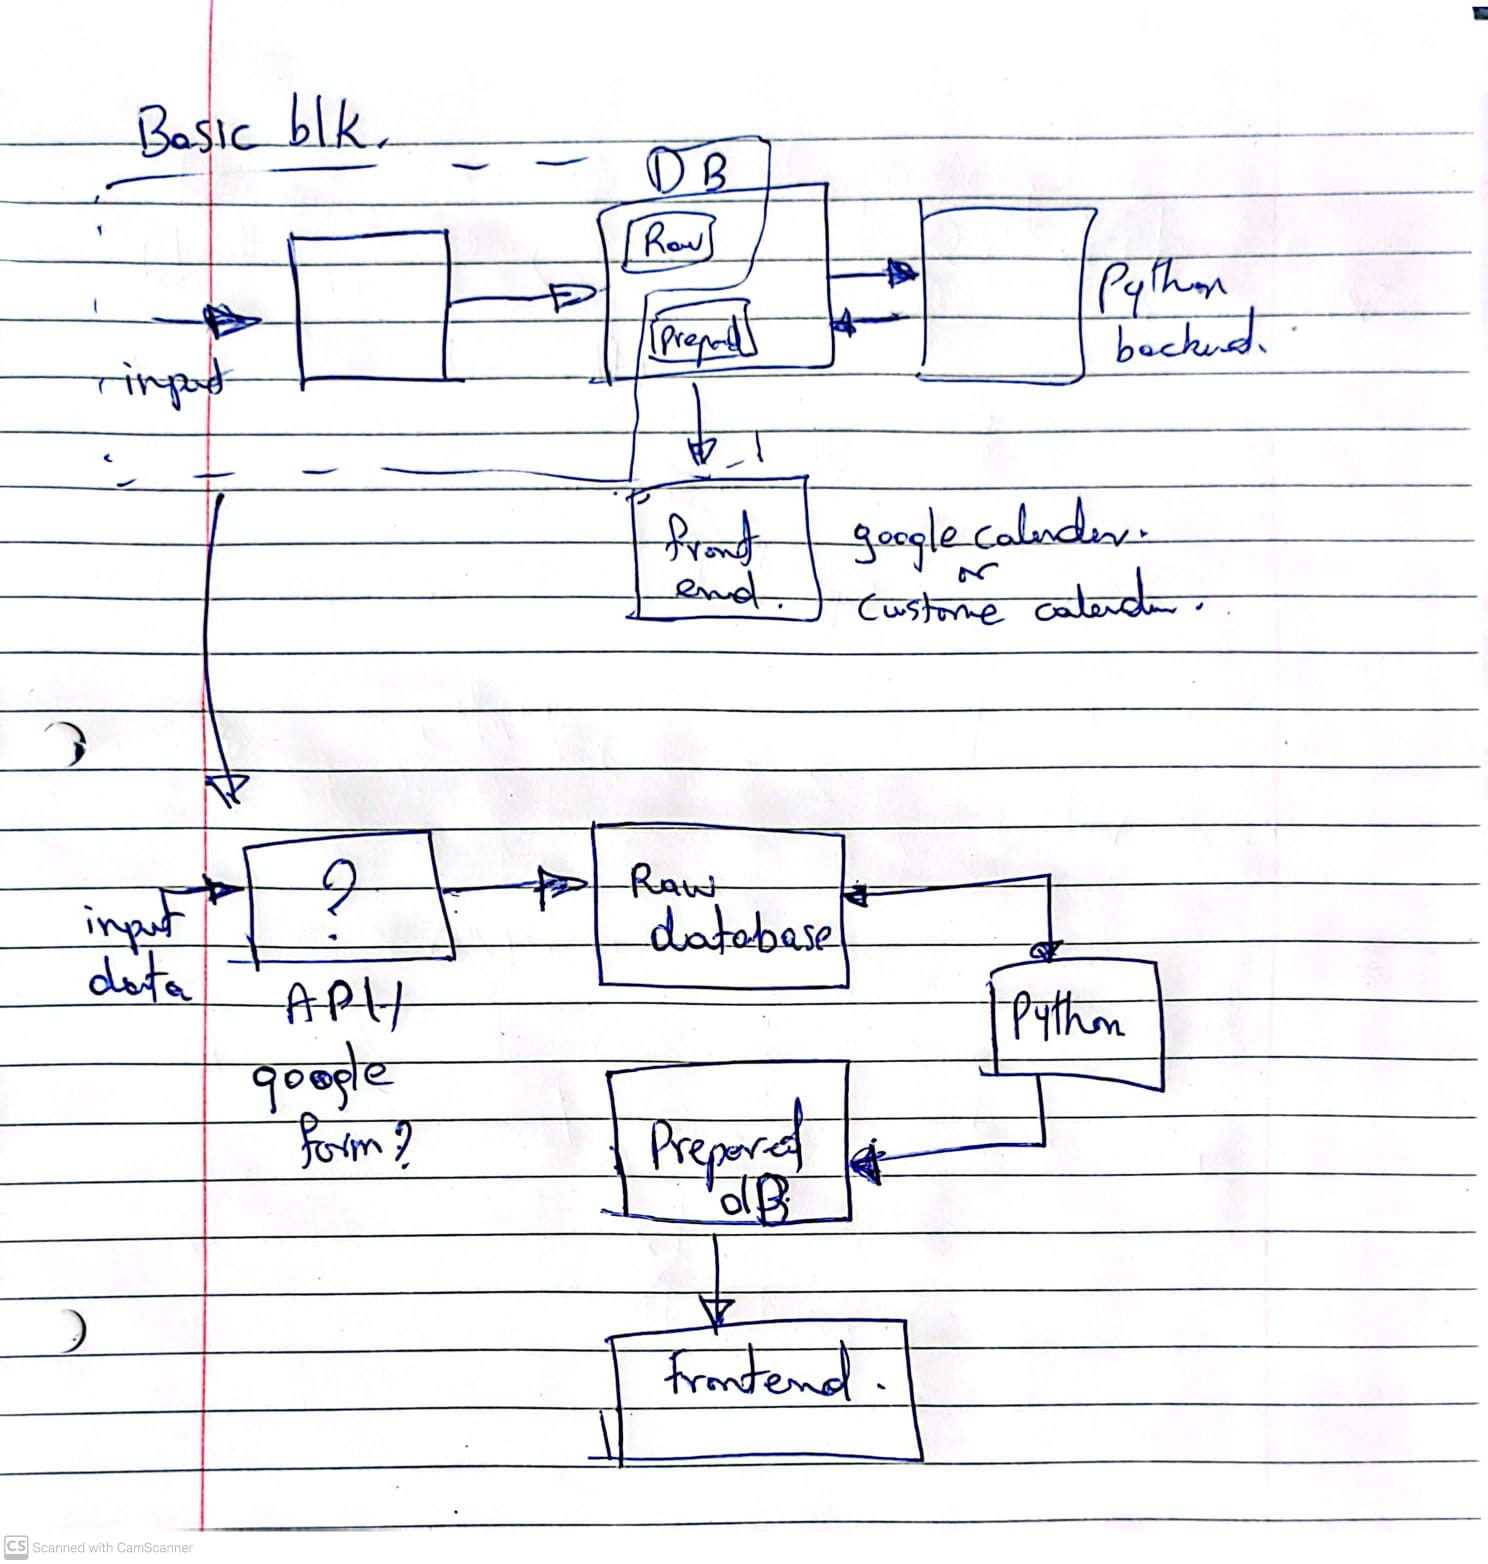 Basic blk.
DB
Raw
Prepad
input
Python
backend.
front
end.
google calender.
or
Custome calender.
?
input
data
API/
google
form?
Raw
database
Python
Prepared
dB
Frontend.
CS Scanned with CamScanner